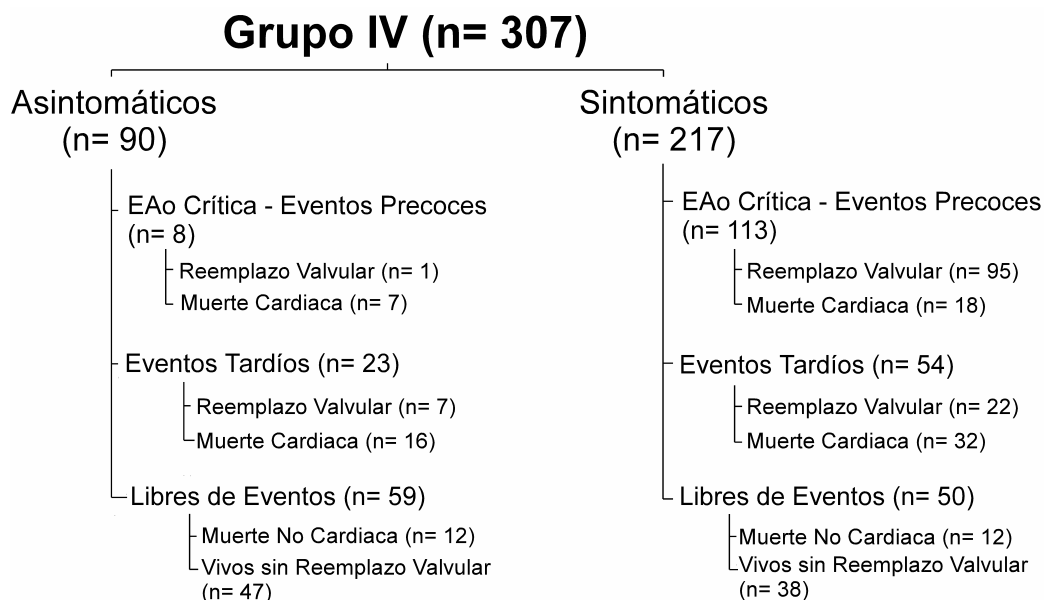 Grupo IV (n= 307)
Asintomáticos
(n= 90)
EAo Crítica - Eventos Precoces
(n= 8)
Reemplazo Valvular (n= 1)
Muerte Cardiaca (n= 7)
Eventos Tardíos (n= 23)
Reemplazo Valvular (n= 7)
Muerte Cardiaca (n= 16)
Libres de Eventos (n= 59)
Muerte No Cardiaca (n= 12)
Vivos sin Reemplazo Valvular
(n= 47)
Sintomáticos
(n= 217)
EAo Crítica - Eventos Precoces
(n= 113)
Reemplazo Valvular (n= 95)
Muerte Cardiaca (n= 18)
Eventos Tardíos (n= 54)
Reemplazo Valvular (n= 22)
Muerte Cardiaca (n= 32)
Libres de Eventos (n= 50)
Muerte No Cardiaca (n= 12)
Vivos sin Reemplazo Valvular
(n= 38)